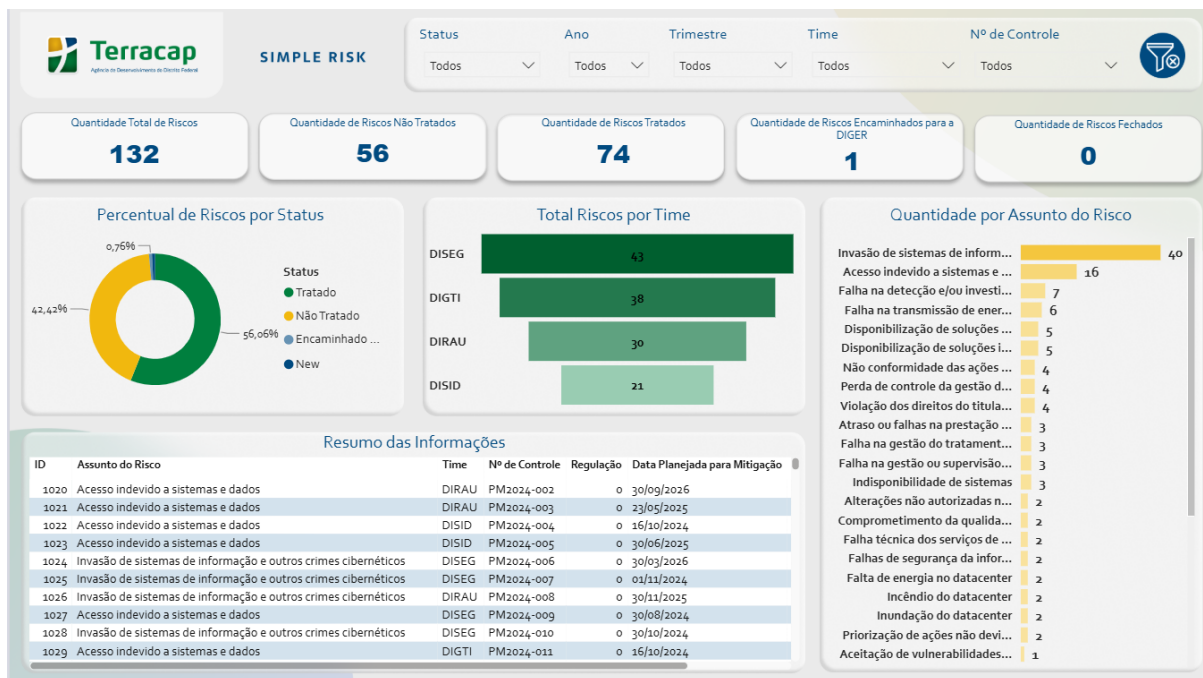 Terracap
Agência de Desenvolvimento do Distrito Federal
SIMPLE RISK
Status Ano Trimestre Time Nº de Controle
Todos Todos Todos Todos Todos
Quantidade Total de Riscos
132
Quantidade de Riscos Não Tratados
56
Quantidade de Riscos Tratados
74
Quantidade de Riscos Encaminhados para a
DIGER
1
Quantidade de Riscos Fechados
0
Percentual de Riscos por Status
0,76%
42,42%
56,06%
Status
Tratado
Não Tratado
Encaminhado ...
New
Total Riscos por Time
DISEG 43
DIGTI 38
DIRAU 30
DISID 21
Quantidade por Assunto do Risco
Invasão de sistemas de inform... 40
Acesso indevido a sistemas e ... 16
Falha na detecção e/ou investi... 7
Falha na transmissão de ener... 6
Disponibilização de soluções ... 5
Disponibilização de soluções i... 5
Não conformidade das ações ... 4
Perda de controle da gestão d... 4
Violação dos direitos do titula... 4
Atraso ou falhas na prestação ... 3
Falha na gestão do tratament... 3
Falha na gestão ou supervisão... 3
Indisponibilidade de sistemas 3
Alterações não autorizadas n... 2
Comprometimento da qualida... 2
Falha técnica dos serviços de ... 2
Falhas de segurança da infor... 2
Falta de energia no datacenter 2
Incêndio do datacenter 2
Inundação do datacenter 2
Priorização de ações não devi... 2
Aceitação de vulnerabilidades... 1
Resumo das Informações
ID Assunto do Risco Time Nº de Controle Regulação Data Planejada para Mitigação
1020 Acesso indevido a sistemas e dados DIRAU PM2024-002 0 30/09/2026
1021 Acesso indevido a sistemas e dados DIRAU PM2024-003 0 23/05/2025
1022 Acesso indevido a sistemas e dados DISID PM2024-004 0 16/10/2024
1023 Acesso indevido a sistemas e dados DISID PM2024-005 0 30/06/2025
1024 Invasão de sistemas de informação e outros crimes cibernéticos DISEG PM2024-006 0 30/03/2026
1025 Invasão de sistemas de informação e outros crimes cibernéticos DISEG PM2024-007 0 01/11/2024
1026 Invasão de sistemas de informação e outros crimes cibernéticos DIRAU PM2024-008 0 30/11/2025
1027 Acesso indevido a sistemas e dados DISEG PM2024-009 0 30/08/2024
1028 Invasão de sistemas de informação e outros crimes cibernéticos DISEG PM2024-010 0 30/10/2024
1029 Acesso indevido a sistemas e dados DIGTI PM2024-011 0 16/10/2024